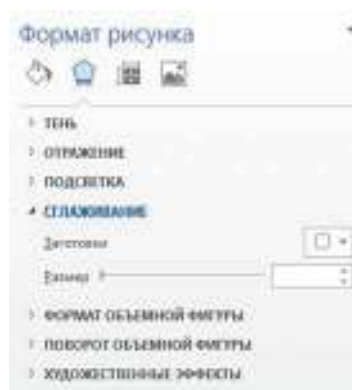 Формат рисунка
ТЕНЬ
ОТРАЖЕНИЕ
ПОДСВЕТКА
СГЛАЖИВАНИЕ
Заготовки
Размер
ФОРМАТ ОБЪЕМНОЙ ФИГУРЫ
ПОВОРОТ ОБЪЕМНОЙ ФИГУРЫ
ХУДОЖЕСТВЕННЫЕ ЭФФЕКТЫ